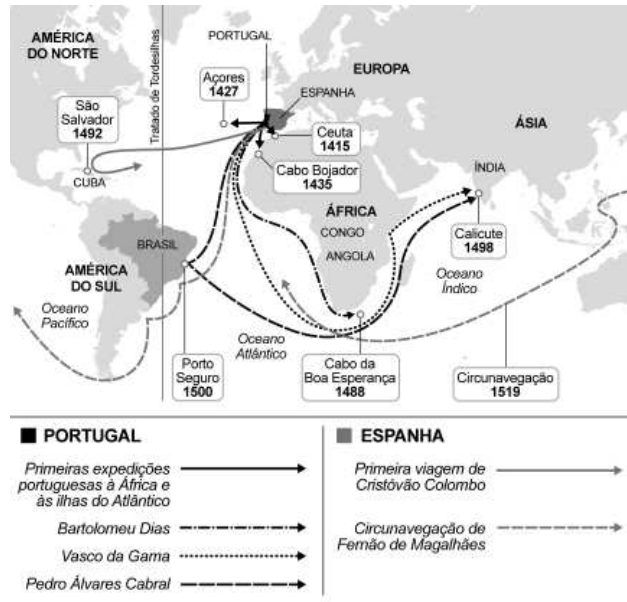 AMÉRICA
DO NORTE
Tratado de Tordesilhas
PORTUGAL
EUROPA
Açores
1427
ESPANHA
São
Salvador
1492
Ceuta
1415
ÁSIA
CUBA
Cabo Bojador
1435
ÍNDIA
ÁFRICA
CONGO
ANGOLA
Calicute
1498
BRASIL
AMÉRICA
DO SUL
Oceano
Índico
Oceano
Pacífico
Oceano
Atlântico
Porto
Seguro
1500
Cabo da
Boa Esperança
1488
Circunavegação
1519
PORTUGAL
Primeiras expedições
portuguesas à África e
às ilhas do Atlântico
Bartolomeu Dias
Vasco da Gama
Pedro Álvares Cabral
ESPANHA
Primeira viagem de
Cristóvão Colombo
Circunavegação de
Fernão de Magalhães